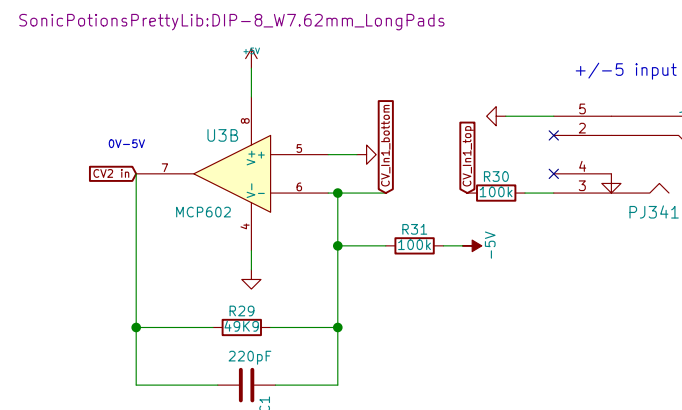 SonicPotionsPrettyLib:DIP-8_W7.62mm_LongPads
+5V
+/-5 input
8
5
CV_In1_bottom
CV_In1_top
0V-5V
U3B
V+
+
5
2
CV2 in
7
4
6
V-
-
R30
100k
3
MCP602
PJ341
4
R31
100k
-5V
R29
49K9
220pF
C1